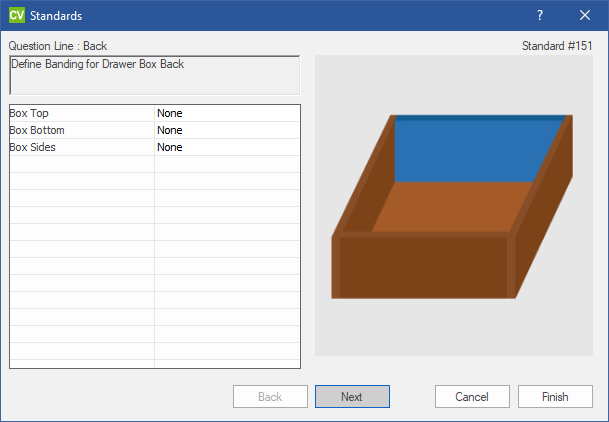 CV Standards ?
Question Line : Back Standard #151
Define Banding for Drawer Box Back
Box Top None
Box Bottom None
Box Sides None
Back Next Cancel Finish